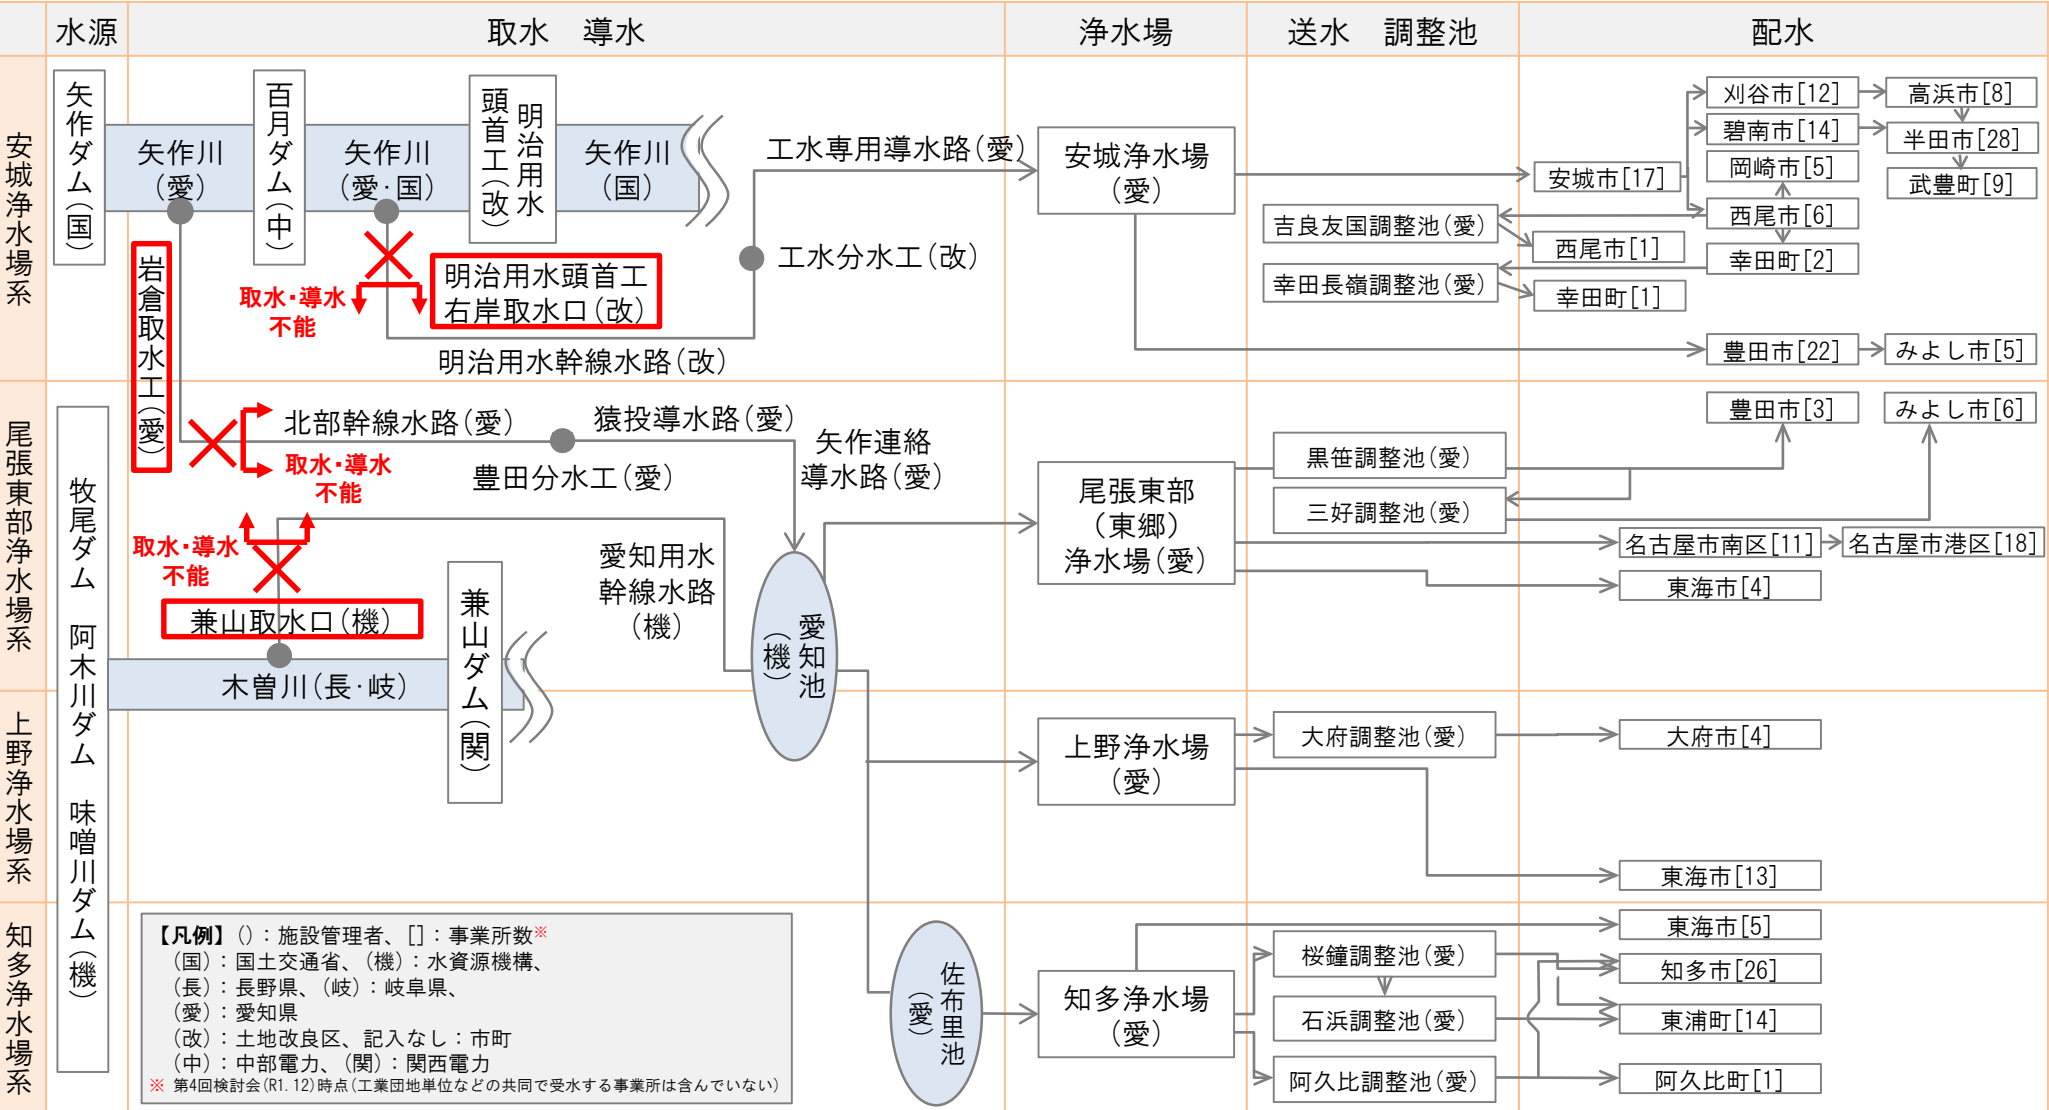 水源
取水　導水
浄水場
送水　調整池
配水
安城浄水場系
矢作ダム(国)
矢作川
(愛)
百月ダム(中)
矢作川
(愛·国)
明治用水
頭首工(改)
矢作川
(国)
工水専用導水路(愛)
工水分水工(改)
岩倉取水工(愛)
取水・導水
不能
明治用水頭首工
右岸取水口(改)
明治用水幹線水路(改)
安城浄水場
(愛)
吉良友国調整池(愛)
幸田長嶺調整池(愛)
安城市[17]
西尾市[1]
幸田町[1]
刈谷市[12]
碧南市[14]
岡崎市[5]
西尾市[6]
幸田町[2]
高浜市[8]
半田市[28]
武豊町[9]
豊田市[22]
みよし市[5]
尾張東部浄水場系
牧尾ダム　阿木川ダム　味噌川ダム(機)
北部幹線水路(愛)
取水・導水
不能
豊田分水工(愛)
猿投導水路(愛)
矢作連絡
導水路(愛)
取水・導水
不能
兼山取水口(機)
木曽川(長·岐)
兼山ダム(関)
愛知用水
幹線水路
(機)
愛知池
(機)
尾張東部
(東郷)
浄水場(愛)
黒笹調整池(愛)
三好調整池(愛)
豊田市[3]
みよし市[6]
名古屋市南区[11]
名古屋市港区[18]
東海市[4]
上野浄水場系
上野浄水場
(愛)
大府調整池(愛)
大府市[4]
東海市[13]
知多浄水場系
佐布里池
(愛)
知多浄水場
(愛)
桜鐘調整池(愛)
石浜調整池(愛)
阿久比調整池(愛)
東海市[5]
知多市[26]
東浦町[14]
阿久比町[1]
【凡例】()：施設管理者、[]：事業所数※
(国)：国土交通省、(機)：水資源機構、
(長)：長野県、(岐)：岐阜県、
(愛)：愛知県
(改)：土地改良区、記入なし：市町
(中)：中部電力、(関)：関西電力
※ 第4回検討会(R1.12)時点(工業団地単位などの共同で受水する事業所は含んでいない)